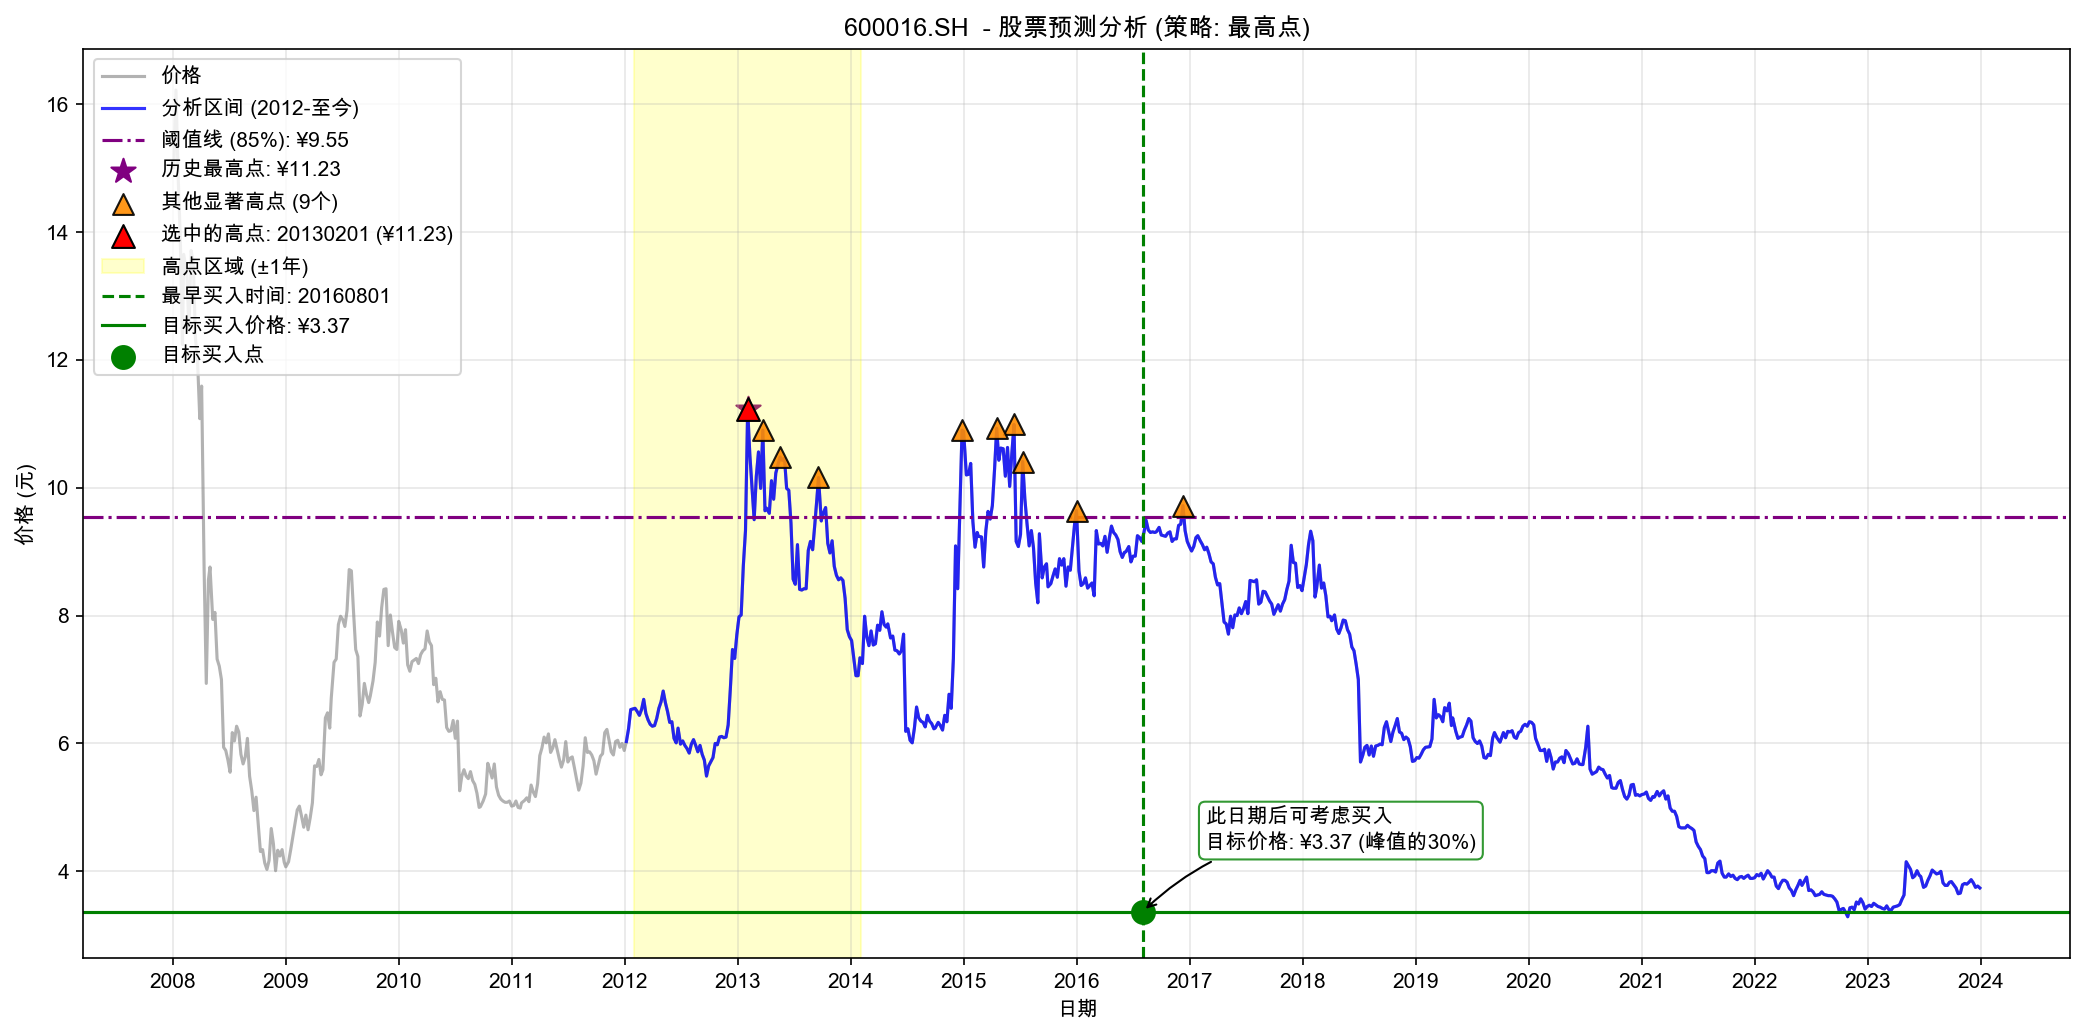 600016.SH  - 股票预测分析 (策略: 最高点)
价格
分析区间 (2012-至今)
阈值线 (85%): ¥9.55
历史最高点: ¥11.23
其他显著高点 (9个)
选中的高点: 20130201 (¥11.23)
高点区域 (±1年)
最早买入时间: 20160801
目标买入价格: ¥3.37
目标买入点
价格 (元)
16
14
12
10
8
6
4
此日期后可考虑买入
目标价格: ¥3.37 (峰值的30%)
2008 2009 2010 2011 2012 2013 2014 2015 2016 2017 2018 2019 2020 2021 2022 2023 2024
日期